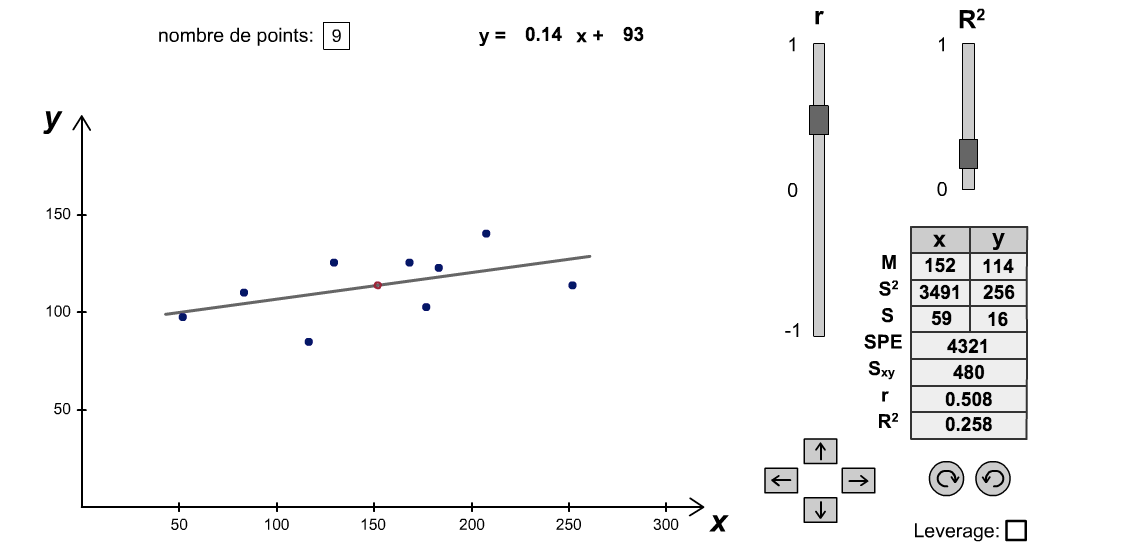 nombre de points: 9
y = 0.14 x + 93
r
R²
1
0
-1
1
0
y
150
100
50
50 100 150 200 250 300
x
x y
M 152 114
S² 3491 256
S 59 16
SPE 4321
Sxy 480
r 0.508
R² 0.258
Leverage: